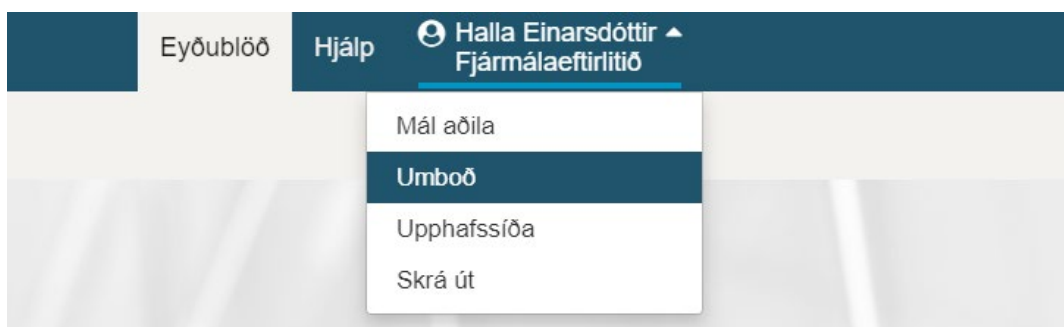 Eyðublöð
Hjálp
Halla Einarsdóttir
Fjármálaeftirlitið
Mál aðila
Umboð
Upphafssíða
Skrá út